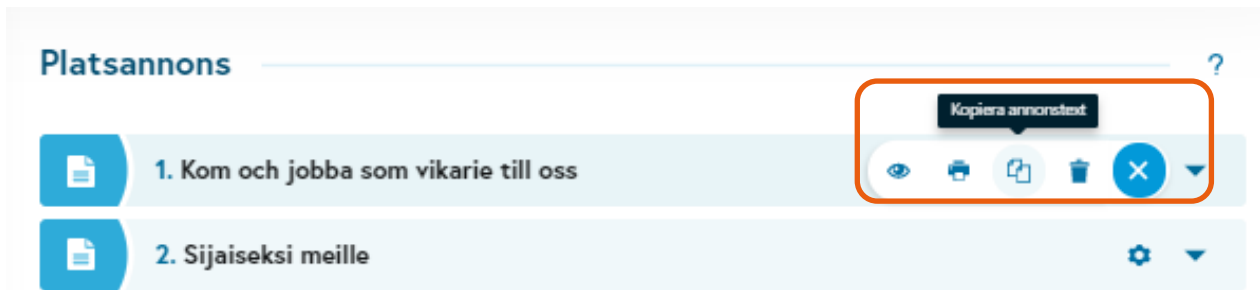 Platsannons
?
Kopiera annonstext
1. Kom och jobba som vikarie till oss
2. Sijaiseksi meille